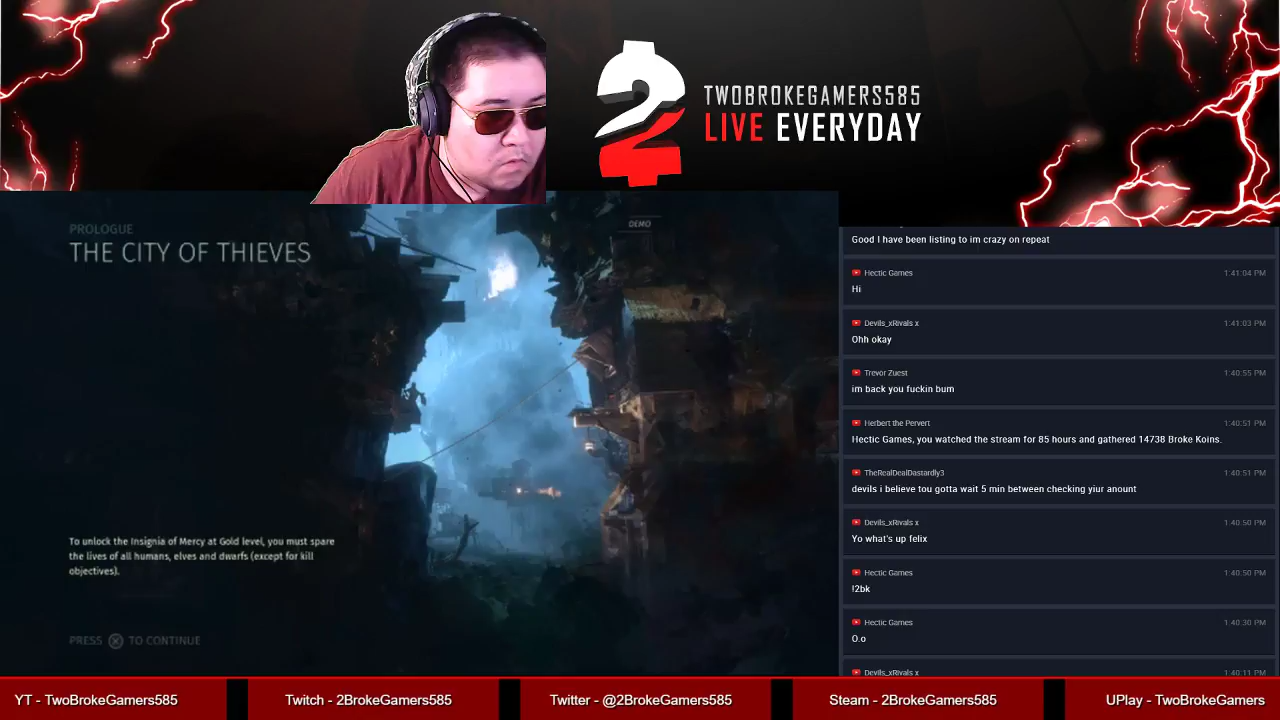 TWOBROKEGAMERS585
LIVE EVERYDAY
PROLOGUE
THE CITY OF THIEVES
DEMO
To unlock the Insignia of Mercy at Gold level, you must spare
the lives of all humans, elves and dwarfs (except for kill
objectives).
PRESS TO CONTINUE
Good I have been listing to im crazy on repeat
Hectic Games 1:41:04 PM
Hi
Devils_xRivals x 1:41:03 PM
Ohh okay
Trevor Zuest 1:40:55 PM
im back you fuckin bum
Herbert the Pervert 1:40:51 PM
Hectic Games, you watched the stream for 85 hours and gathered 14738 Broke Koins.
TheRealDealDastardly3 1:40:51 PM
devils i believe tou gotta wait 5 min between checking yiur anount
Devils_xRivals x 1:40:50 PM
Yo what's up felix
Hectic Games 1:40:50 PM
!2bk
Hectic Games 1:40:30 PM
O.o
Devils_xRivals x 1:40:11 PM
YT - TwoBrokeGamers585
Twitch - 2BrokeGamers585
Twitter - @2BrokeGamers585
Steam - 2BrokeGamers585
UPlay - TwoBrokeGamers